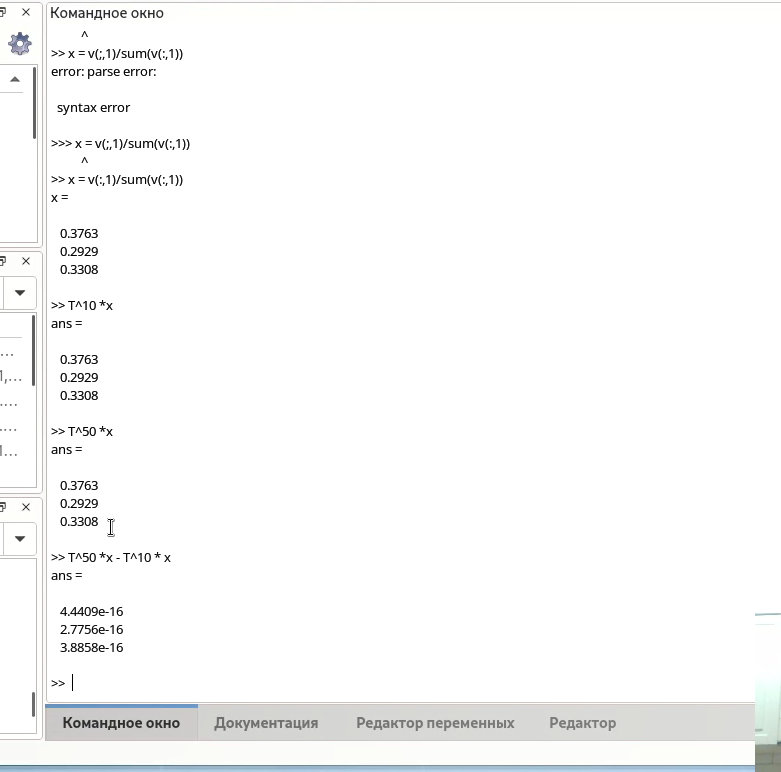 Командное окно
^
>> x = v(;,1)/sum(v(:,1))
error: parse error:
syntax error
>>> x = v(;,1)/sum(v(:,1))
^
>> x = v(:,1)/sum(v(:,1))
x =
0.3763
0.2929
0.3308
>> T^10 *x
ans =
0.3763
0.2929
0.3308
>> T^50 *x
ans =
0.3763
0.2929
0.3308
>> T^50 *x - T^10 * x
ans =
4.4409e-16
2.7756e-16
3.8858e-16
>>
Командное окно
Документация
Редактор переменных
Редактор